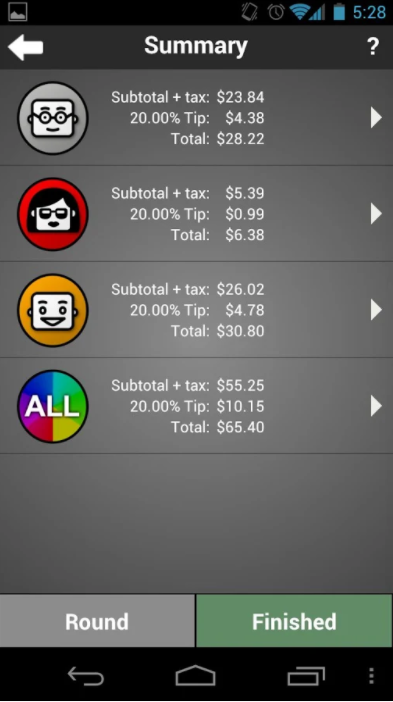 5:28
Summary ?
Subtotal + tax: $23.84
20.00% Tip: $4.38
Total: $28.22
Subtotal + tax: $5.39
20.00% Tip: $0.99
Total: $6.38
Subtotal + tax: $26.02
20.00% Tip: $4.78
Total: $30.80
ALL
Subtotal + tax: $55.25
20.00% Tip: $10.15
Total: $65.40
Round Finished